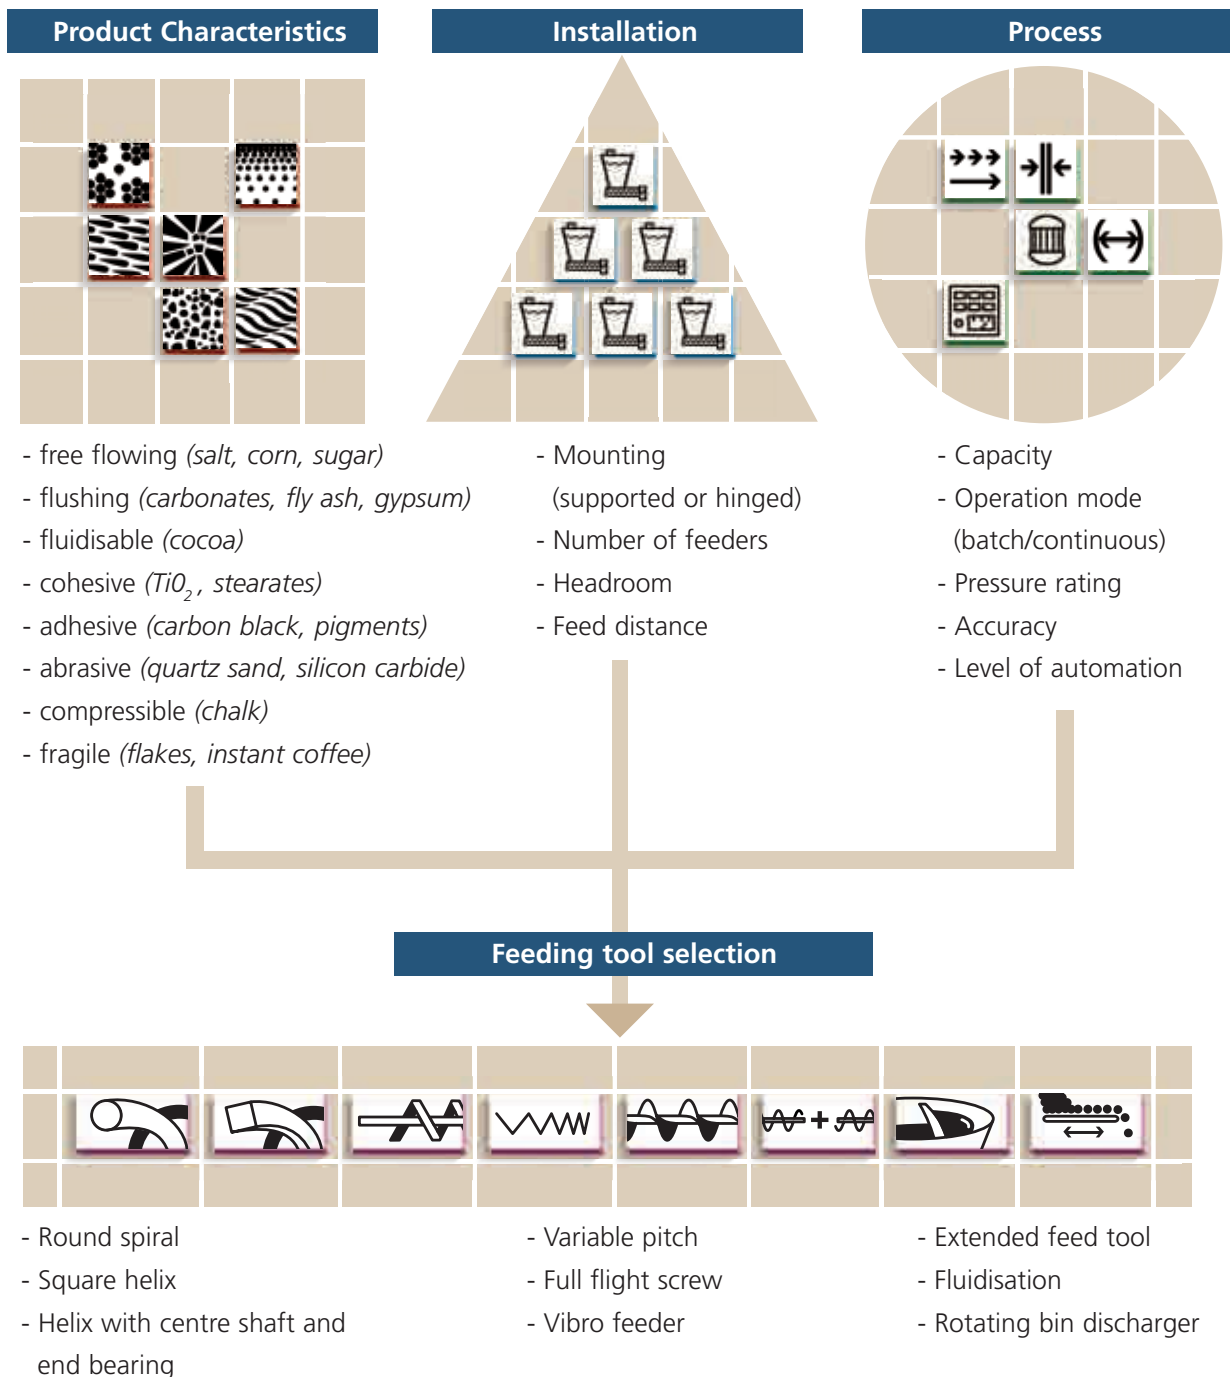 Product Characteristics
- free flowing (salt, corn, sugar)
- flushing (carbonates, fly ash, gypsum)
- fluidisable (cocoa)
- cohesive (Ti0₂ , stearates)
- adhesive (carbon black, pigments)
- abrasive (quartz sand, silicon carbide)
- compressible (chalk)
- fragile (flakes, instant coffee)
Installation
- Mounting
(supported or hinged)
- Number of feeders
- Headroom
- Feed distance
Process
- Capacity
- Operation mode
(batch/continuous)
- Pressure rating
- Accuracy
- Level of automation
Feeding tool selection
- Round spiral
- Square helix
- Helix with centre shaft and
end bearing
- Variable pitch
- Full flight screw
- Vibro feeder
- Extended feed tool
- Fluidisation
- Rotating bin discharger